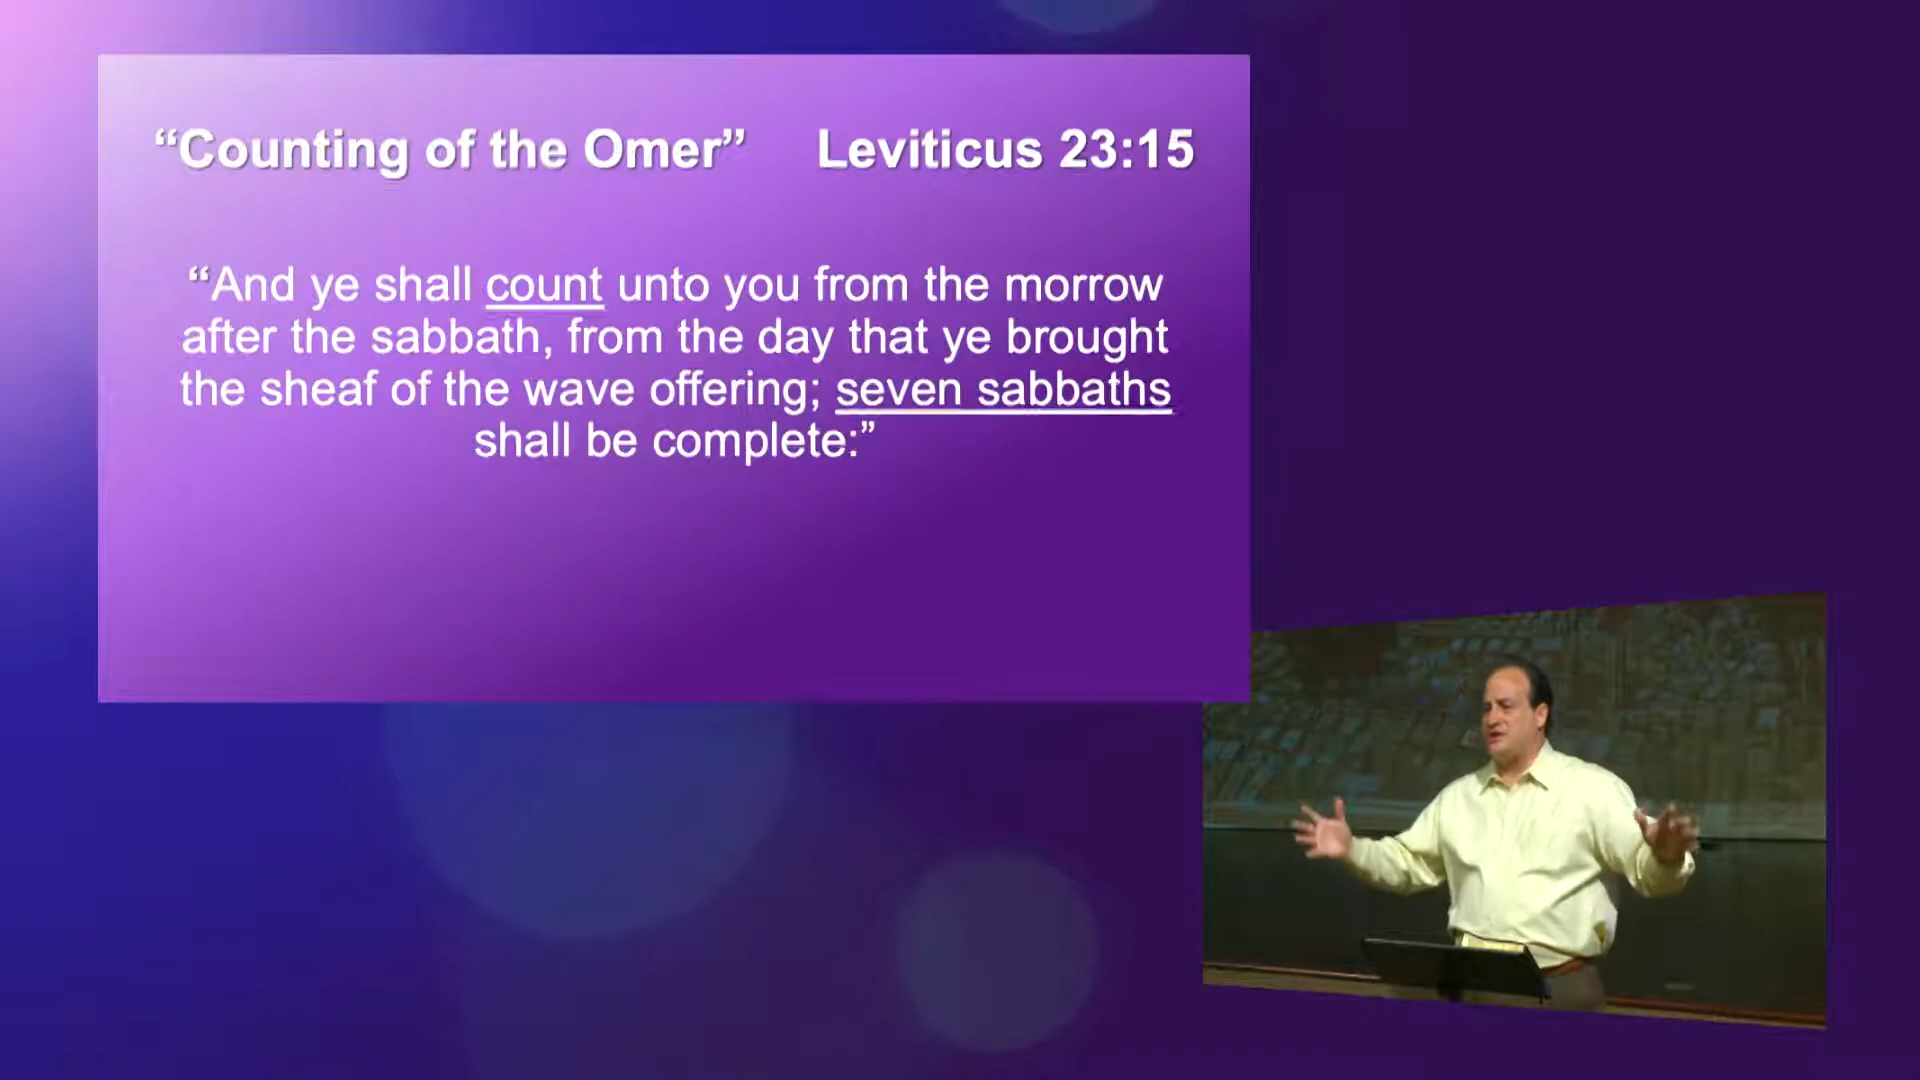 “Counting of the Omer” Leviticus 23:15
“And ye shall count unto you from the morrow
after the sabbath, from the day that ye brought
the sheaf of the wave offering; seven sabbaths
shall be complete:”